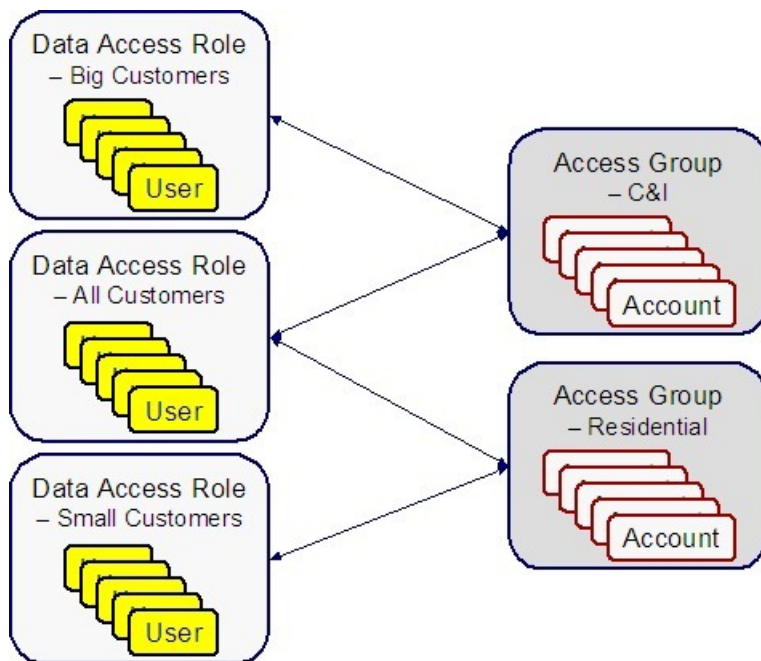 Data Access Role
– Big Customers
User
Data Access Role
– All Customers
User
Data Access Role
– Small Customers
User
Access Group
– C&I
Account
Access Group
– Residential
Account